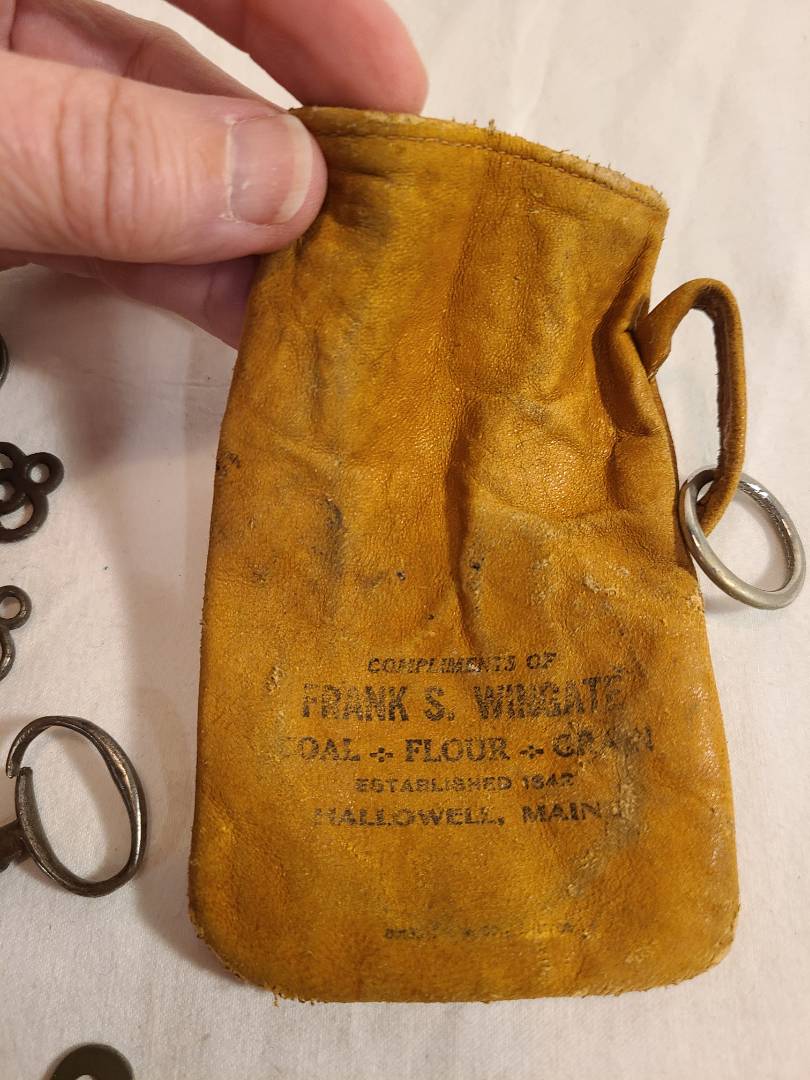 COMPLIMENTS OF
FRANK S. WINGATE
COAL ✣ FLOUR ✣ GRAIN
ESTABLISHED 1842
HALLOWELL, MAINE